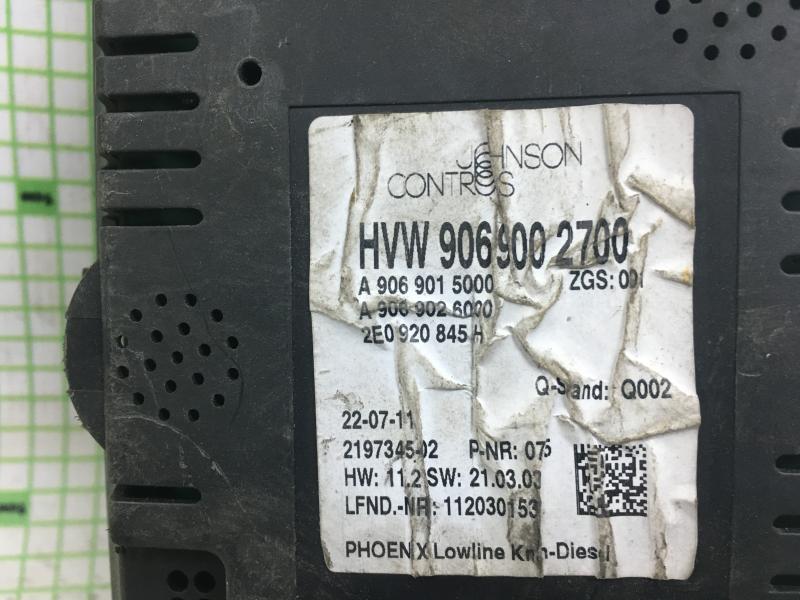 JOHNSON
CONTROLS
HVW 906 900 2700
A 906 901 5000 ZGS: 001
A 906 902 6000
2E0 920 845 H
Q-Stand: Q002
22-07-11
2197345-02 P-NR: 075
HW: 11.2 SW: 21.03.03
LFND.-NR: 112030153
PHOENIX Lowline Kmh-Diesel